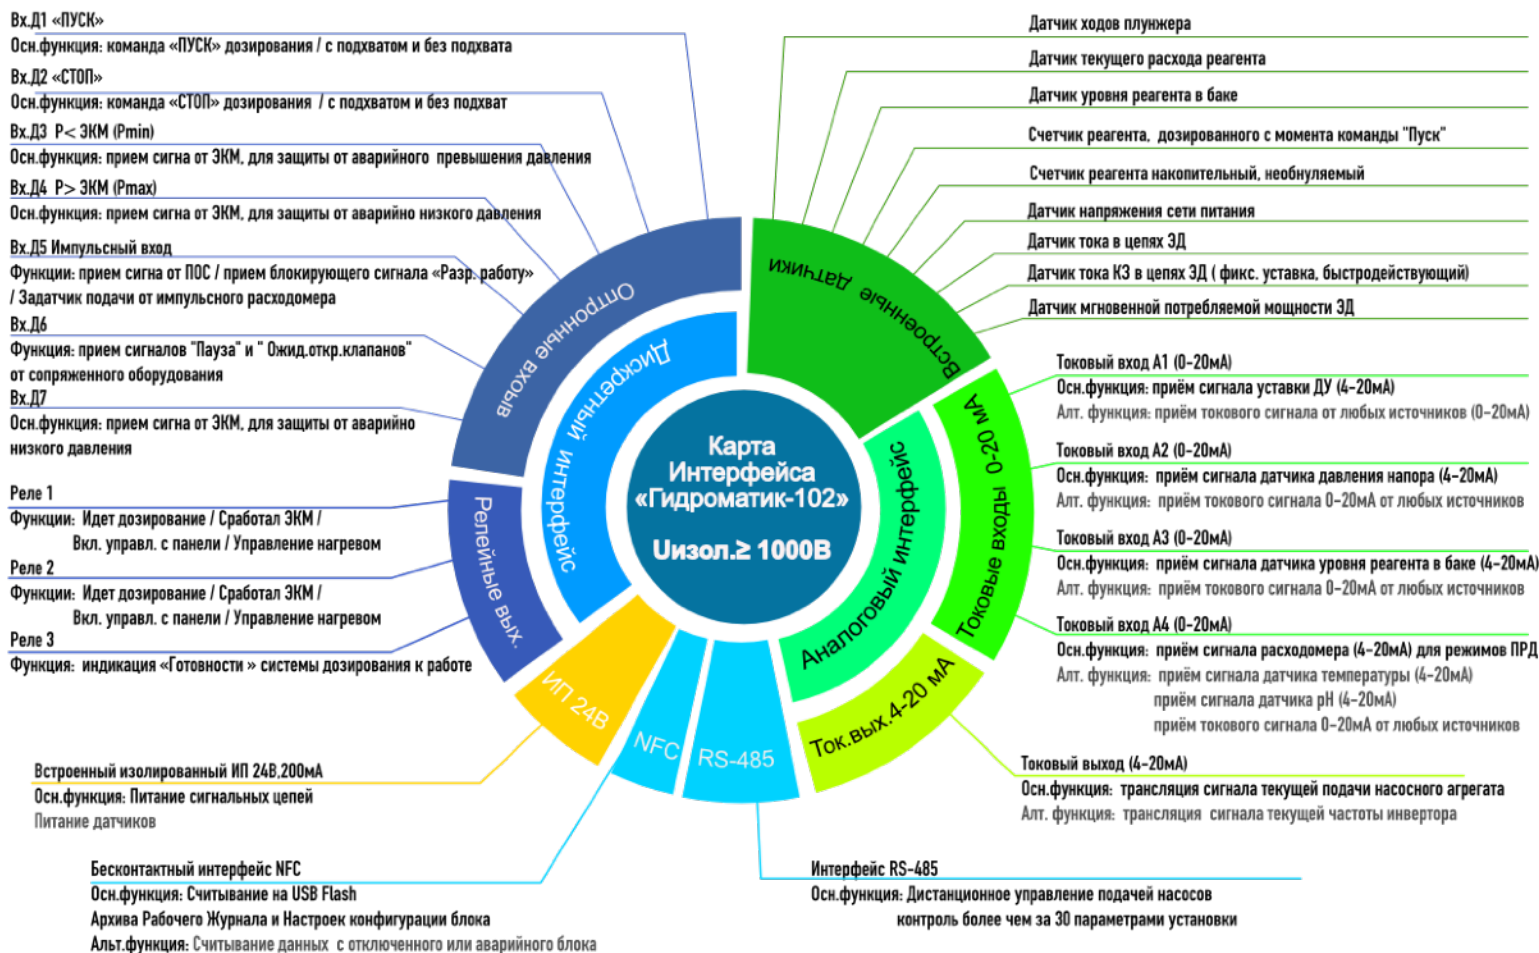 Вх.Д1 «ПУСК»
Осн.функция: команда «ПУСК» дозирования / с подхватом и без подхвата
Вх.Д2 «СТОП»
Осн.функция: команда «СТОП» дозирования / с подхватом и без подхват
Вх.Д3 P< ЭКМ (Pmin)
Осн.функция: прием сигна от ЭКМ, для защиты от аварийного превышения давления
Вх.Д4 P> ЭКМ (Pmax)
Осн.функция: прием сигна от ЭКМ, для защиты от аварийно низкого давления
Вх.Д5 Импульсный вход
Функции: прием сигна от ПОС / прием блокирующего сигнала «Разр. работу»
/ Задатчик подачи от импульсного расходомера
Вх.Д6
Функция: прием сигналов "Пауза" и " Ожид.откр.клапанов"
от сопряженного оборудования
Вх.Д7
Осн.функция: прием сигна от ЭКМ, для защиты от аварийно
низкого давления
Реле 1
Функции: Идет дозирование / Сработал ЭКМ /
Вкл. управл. с панели / Управление нагревом
Реле 2
Функции: Идет дозирование / Сработал ЭКМ /
Вкл. управл. с панели / Управление нагревом
Реле 3
Функция: индикация «Готовности » системы дозирования к работе
Встроенный изолированный ИП 24В,200мА
Осн.функция: Питание сигнальных цепей
Питание датчиков
Бесконтактный интерфейс NFC
Осн.функция: Считывание на USB Flash
Архива Рабочего Журнала и Настроек конфигурации блока
Альт.функция: Считывание данных с отключенного или аварийного блока
Оптронные входыв
Дискретный интерфейс
Релейные вых.
ИП 24В
NFC
RS-485
Ток.вых.4-20 мА
Аналоговый интерфейс
Токовые входы 0-20 мА
Встроенные датчики
Карта
Интерфейса
«Гидроматик-102»
Uизол.≥ 1000В
Датчик ходов плунжера
Датчик текущего расхода реагента
Датчик уровня реагента в баке
Счетчик реагента, дозированного с момента команды "Пуск"
Счетчик реагента накопительный, необнуляемый
Датчик напряжения сети питания
Датчик тока в цепях ЭД
Датчик тока КЗ в цепях ЭД ( фикс. уставка, быстродействующий)
Датчик мгновенной потребляемой мощности ЭД
Токовый вход А1 (0-20мА)
Осн.функция: приём сигнала уставки ДУ (4-20мА)
Алт. функция: приём токового сигнала от любых источников (0-20мА)
Токовый вход А2 (0-20мА)
Осн.функция: приём сигнала датчика давления напора (4-20мА)
Алт. функция: приём токового сигнала 0-20мА от любых источников
Токовый вход А3 (0-20мА)
Осн.функция: приём сигнала датчика уровня реагента в баке (4-20мА)
Алт. функция: приём токового сигнала 0-20мА от любых источников
Токовый вход А4 (0-20мА)
Осн.функция: приём сигнала расходомера (4-20мА) для режимов ПРД
Алт. функция: приём сигнала датчика температуры (4-20мА)
приём сигнала датчика pH (4-20мА)
приём токового сигнала 0-20мА от любых источников
Токовый выход (4-20мА)
Осн.функция: трансляция сигнала текущей подачи насосного агрегата
Алт. функция: трансляция сигнала текущей частоты инвертора
Интерфейс RS-485
Осн.функция: Дистанционное управление подачей насосов
контроль более чем за 30 параметрами установки